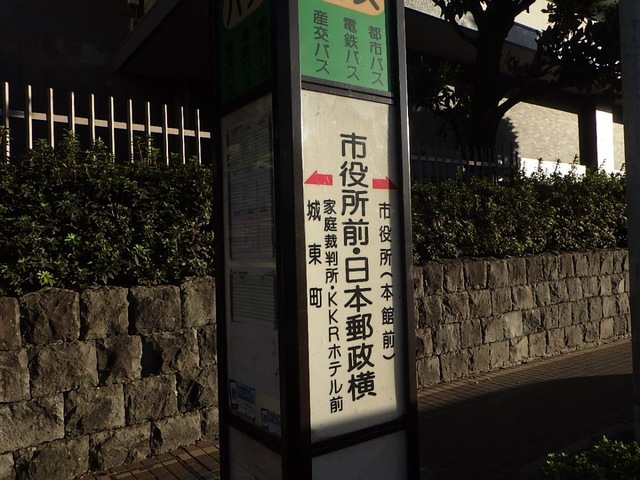 都市バス
電鉄バス
産交バス
市役所前・日本郵政横
市役所(本館前)
城東町
家庭裁判所・KKRホテル前